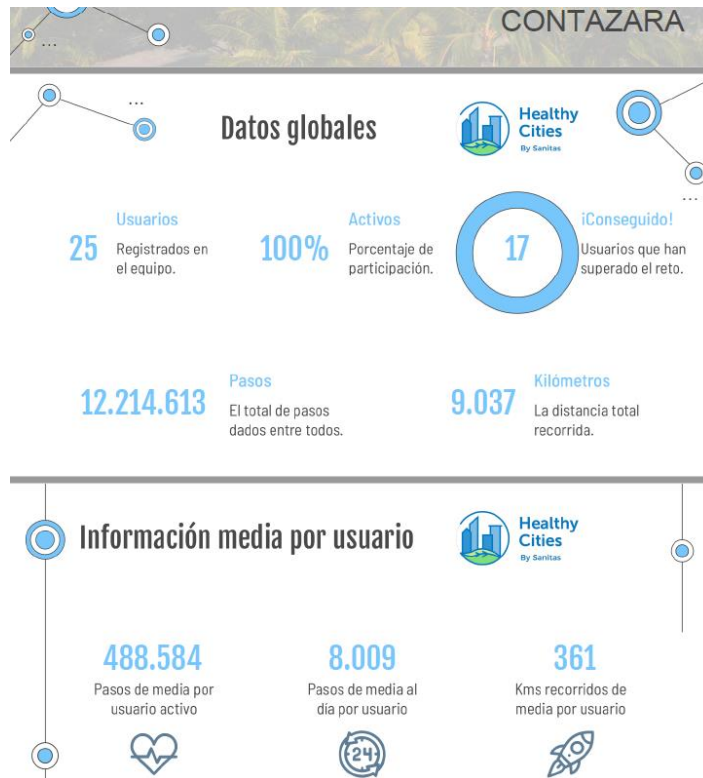 CONTAZARA
...
...
Datos globales
Healthy
Cities
By Sanitas
...
Usuarios
25
Registrados en
el equipo.
Activos
100%
Porcentaje de
participación.
17
¡Conseguido!
Usuarios que han
superado el reto.
12.214.613
Pasos
El total de pasos
dados entre todos.
9.037
Kilómetros
La distancia total
recorrida.
Información media por usuario
Healthy
Cities
By Sanitas
488.584
Pasos de media por
usuario activo
8.009
Pasos de media al
día por usuario
24
361
Kms recorridos de
media por usuario